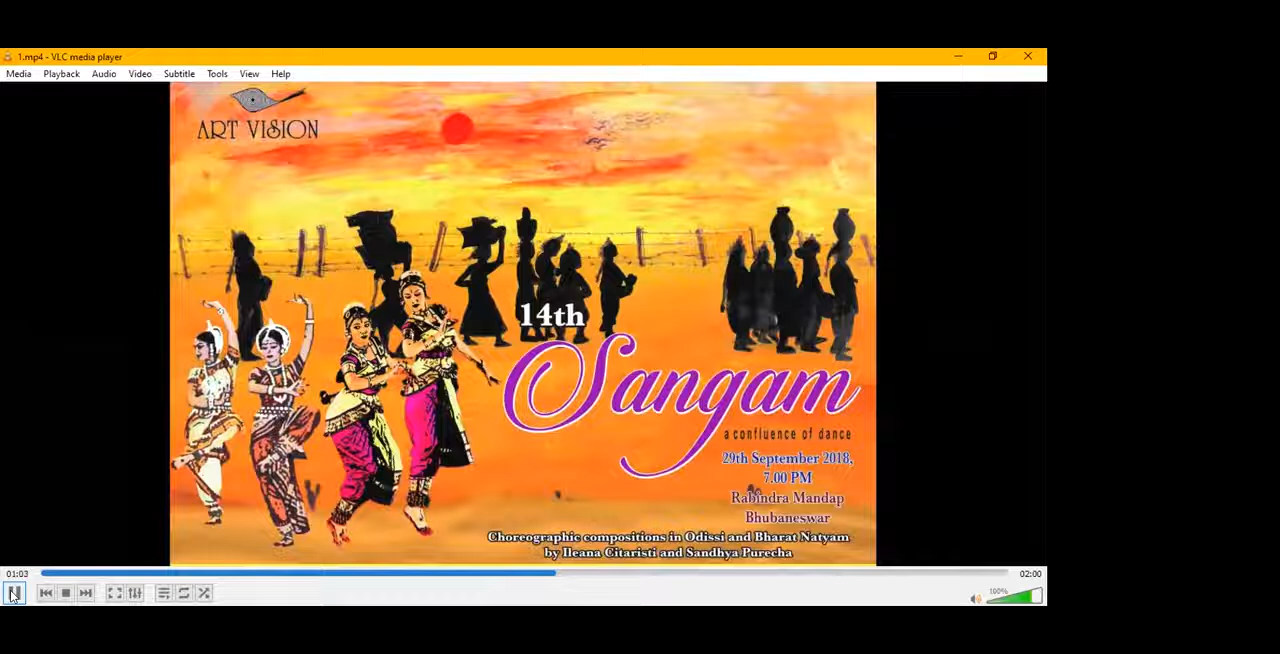 1.mp4 - VLC media player
Media Playback Audio Video Subtitle Tools View Help
ART VISION
14th
Sangam
a confluence of dance
29th September 2018,
7.00 PM
Rabindra Mandap
Bhubaneswar
Choreographic compositions in Odissi and Bharat Natyam
by Ileana Citaristi and Sandhya Purecha
01:03 02:00
100%